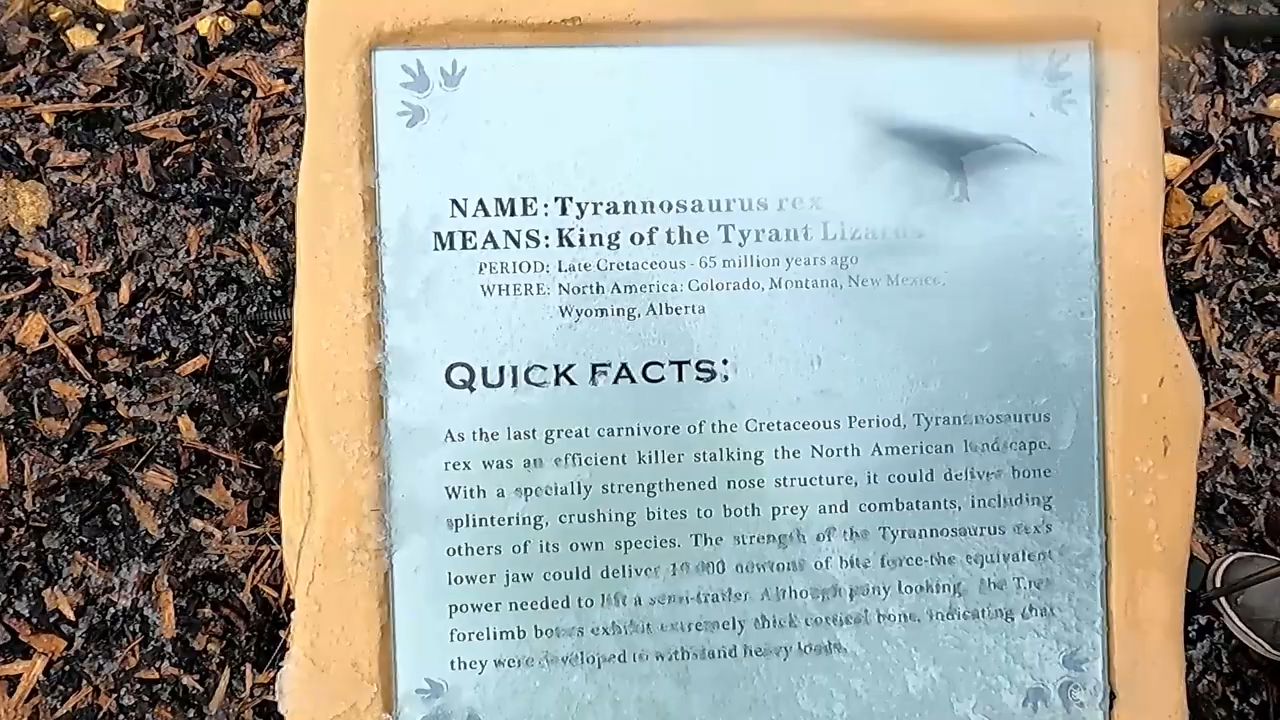 NAME: Tyrannosaurus rex
MEANS: King of the Tyrant Lizards
PERIOD: Late Cretaceous - 65 million years ago
WHERE: North America: Colorado, Montana, New Mexico,
Wyoming, Alberta
QUICK FACTS:
As the last great carnivore of the Cretaceous Period, Tyrannosaurus
rex was an efficient killer stalking the North American landscape.
With a specially strengthened nose structure, it could deliver bone
splintering, crushing bites to both prey and combatants, including
others of its own species. The strength of the Tyrannosaurus rex's
lower jaw could deliver newtons of bite force-the equivalent
power needed to lift a semi-trailer. Although puny looking, the T.rex
forelimb bones exhibit extremely thick cortical bone, indicating that
they were developed to withstand heavy loads.